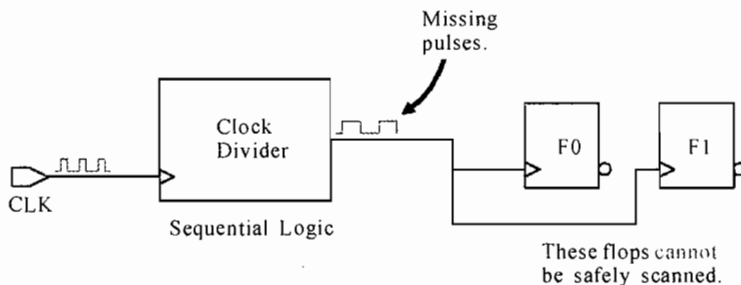 Missing
pulses.
Clock
Divider
F0
F1
CLK
Sequential Logic
These flops cannot
be safely scanned.